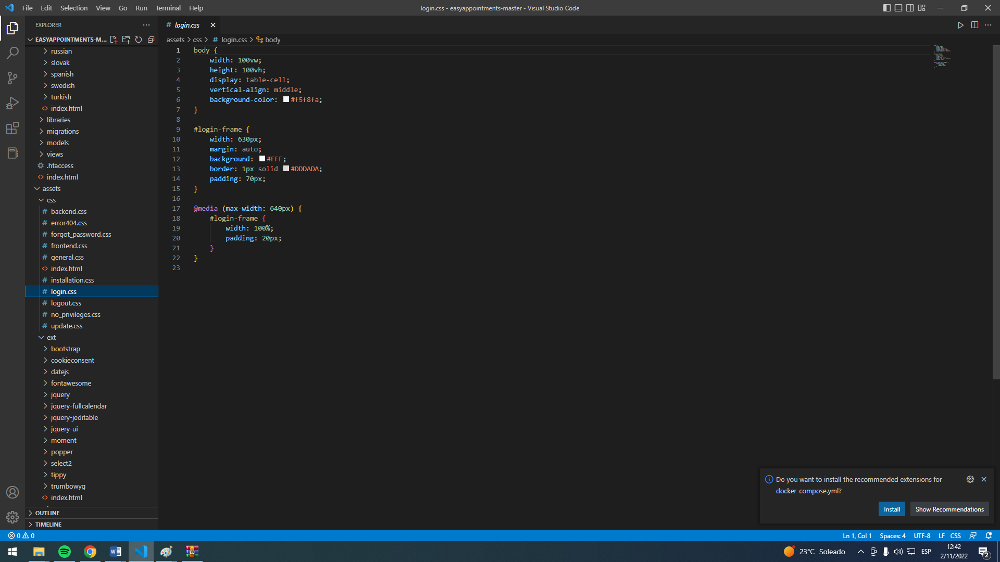 File Edit Selection View Go Run Terminal Help
login.css - easyappointments-master - Visual Studio Code
EXPLORER
EASYAPPOINTMENTS-M...
russian
slovak
spanish
swedish
turkish
index.html
libraries
migrations
models
views
.htaccess
index.html
assets
css
backend.css
error404.css
forgot_password.css
frontend.css
general.css
index.html
installation.css
login.css
logout.css
no_privileges.css
update.css
ext
bootstrap
cookieconsent
datejs
fontawesome
jquery
jquery-fullcalendar
jquery-jeditable
jquery-ui
moment
popper
select2
tippy
trumbowyg
index.html
OUTLINE
TIMELINE
# login.css
assets > css > # login.css > body
1 body {
2 width: 100vw;
3 height: 100vh;
4 display: table-cell;
5 vertical-align: middle;
6 background-color: #f5f8fa;
7 }
8
9 #login-frame {
10 width: 630px;
11 margin: auto;
12 background: #FFF;
13 border: 1px solid #DDDADA;
14 padding: 70px;
15 }
16
17 @media (max-width: 640px) {
18 #login-frame {
19 width: 100%;
20 padding: 20px;
21 }
22 }
23
Do you want to install the recommended extensions for
docker-compose.yml?
Install Show Recommendations
0 0
Ln 1, Col 1 Spaces: 4 UTF-8 LF CSS
23°C Soleado
ESP
12:42
2/11/2022
2